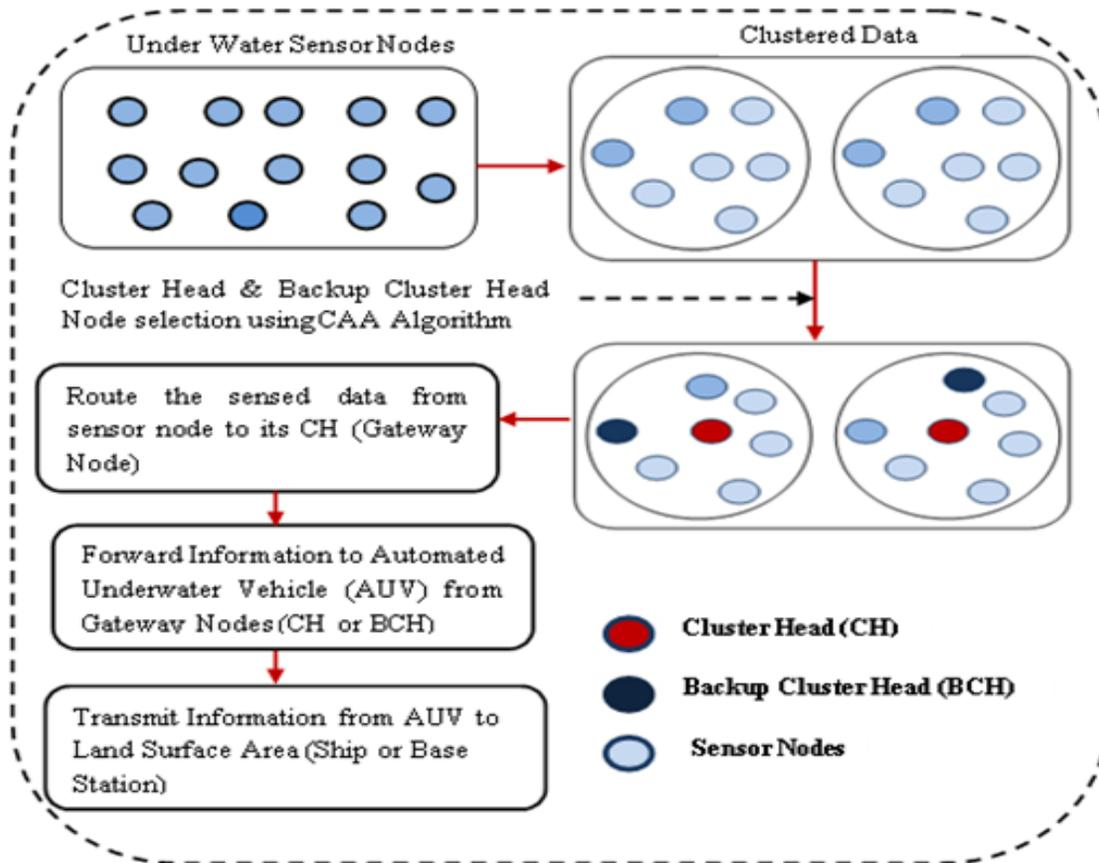 Under Water Sensor Nodes
Clustered Data
Cluster Head & Backup Cluster Head
Node selection using CAA Algorithm
Route the sensed data from
sensor node to its CH (Gateway
Node)
Forward Information to Automated
Underwater Vehicle (AUV) from
Gateway Nodes (CH or BCH)
Transmit Information from AUV to
Land Surface Area (Ship or Base
Station)
Cluster Head (CH)
Backup Cluster Head (BCH)
Sensor Nodes